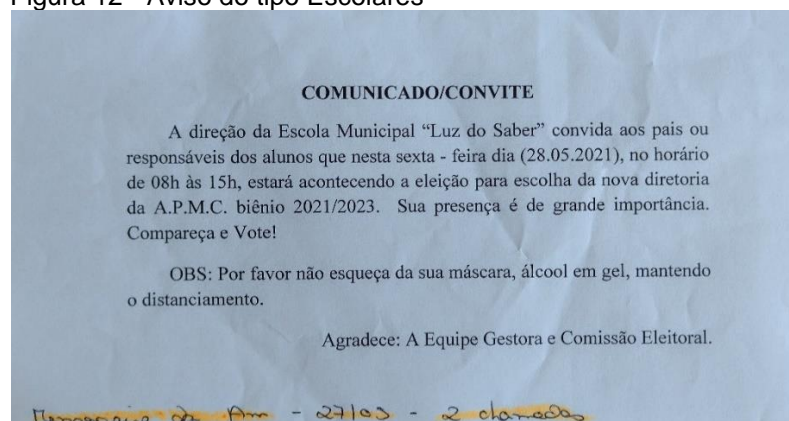 Figura 12 - Aviso do tipo Escolares
COMUNICADO/CONVITE
A direção da Escola Municipal “Luz do Saber” convida aos pais ou
responsáveis dos alunos que nesta sexta - feira dia (28.05.2021), no horário
de 08h às 15h, estará acontecendo a eleição para escolha da nova diretoria
da A.P.M.C. biênio 2021/2023. Sua presença é de grande importância.
Compareça e Vote!
OBS: Por favor não esqueça da sua máscara, álcool em gel, mantendo
o distanciamento.
Agradece: A Equipe Gestora e Comissão Eleitoral.
- 27/03 - 2 chamadas